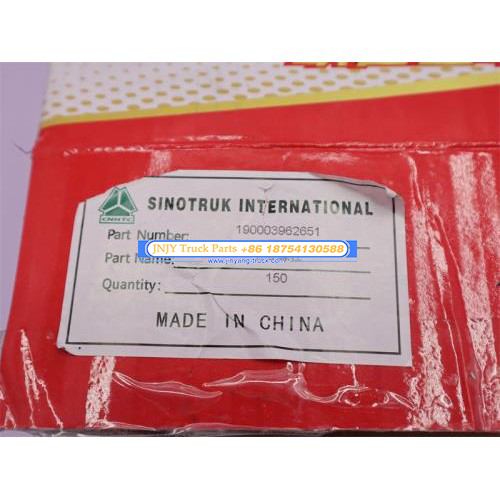 CNHTC
SINOTRUK INTERNATIONAL
Part Number: 190003962651
JNJY Truck Parts +86 18754130588
Part Name:
www.jinyang-truck.com
Quantity: 150
MADE IN CHINA